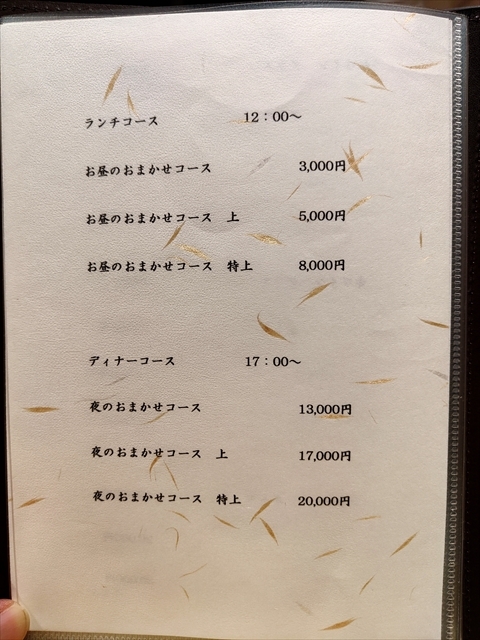 ランチコース 12：00～
お昼のおまかせコース 3,000円
お昼のおまかせコース 上 5,000円
お昼のおまかせコース 特上 8,000円
ディナーコース 17：00～
夜のおまかせコース 13,000円
夜のおまかせコース 上 17,000円
夜のおまかせコース 特上 20,000円